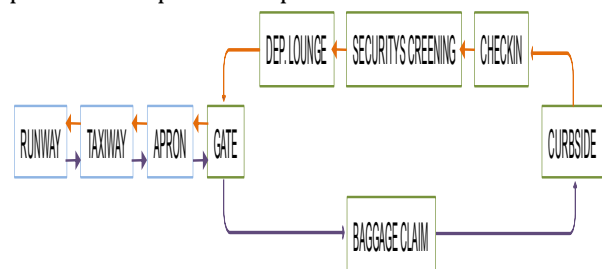 DEP. LOUNGE
SECURITYS CREENING
CHECKIN
RUNWAY
TAXIWAY
APRON
GATE
CURBSIDE
BAGGAGE CLAIM